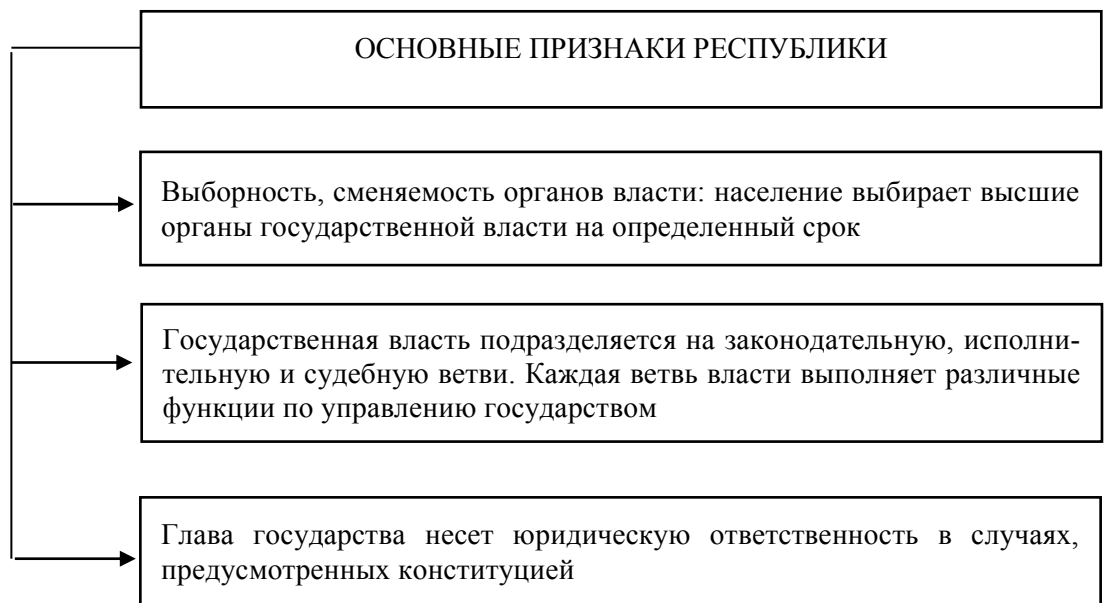 ОСНОВНЫЕ ПРИЗНАКИ РЕСПУБЛИКИ
Выборность, сменяемость органов власти: население выбирает высшие
органы государственной власти на определенный срок
Государственная власть подразделяется на законодательную, исполни-
тельную и судебную ветви. Каждая ветвь власти выполняет различные
функции по управлению государством
Глава государства несет юридическую ответственность в случаях,
предусмотренных конституцией